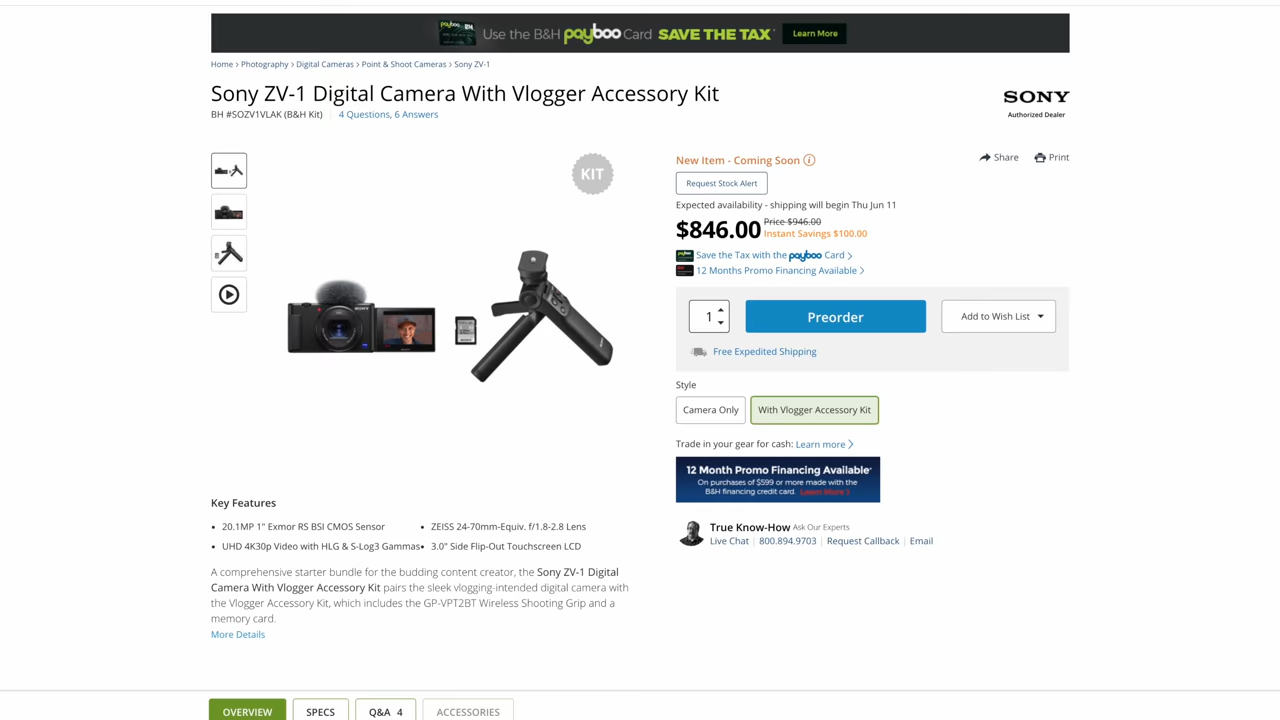 Use the B&H payboo Card SAVE THE TAX Learn More
Home > Photography > Digital Cameras > Point & Shoot Cameras > Sony ZV-1
Sony ZV-1 Digital Camera With Vlogger Accessory Kit
BH #SOZV1VLAK (B&H Kit) 4 Questions, 6 Answers
SONY
Authorized Dealer
KIT
New Item - Coming Soon
Share Print
Request Stock Alert
Expected availability - shipping will begin Thu Jun 11
$846.00 Price $946.00
Instant Savings $100.00
Save the Tax with the payboo Card >
12 Months Promo Financing Available >
1 Preorder Add to Wish List
Free Expedited Shipping
Style
Camera Only With Vlogger Accessory Kit
Trade in your gear for cash: Learn more >
12 Month Promo Financing Available*
On purchases of $599 or more made with the
B&H financing credit card. Learn More >
True Know-How Ask Our Experts
Live Chat | 800.894.9703 | Request Callback | Email
Key Features
• 20.1MP 1" Exmor RS BSI CMOS Sensor
• ZEISS 24-70mm-Equiv. f/1.8-2.8 Lens
• UHD 4K30p Video with HLG & S-Log3 Gammas
• 3.0" Side Flip-Out Touchscreen LCD
A comprehensive starter bundle for the budding content creator, the Sony ZV-1 Digital
Camera With Vlogger Accessory Kit pairs the sleek vlogging-intended digital camera with
the Vlogger Accessory Kit, which includes the GP-VPT2BT Wireless Shooting Grip and a
memory card.
More Details
OVERVIEW SPECS Q&A 4 ACCESSORIES